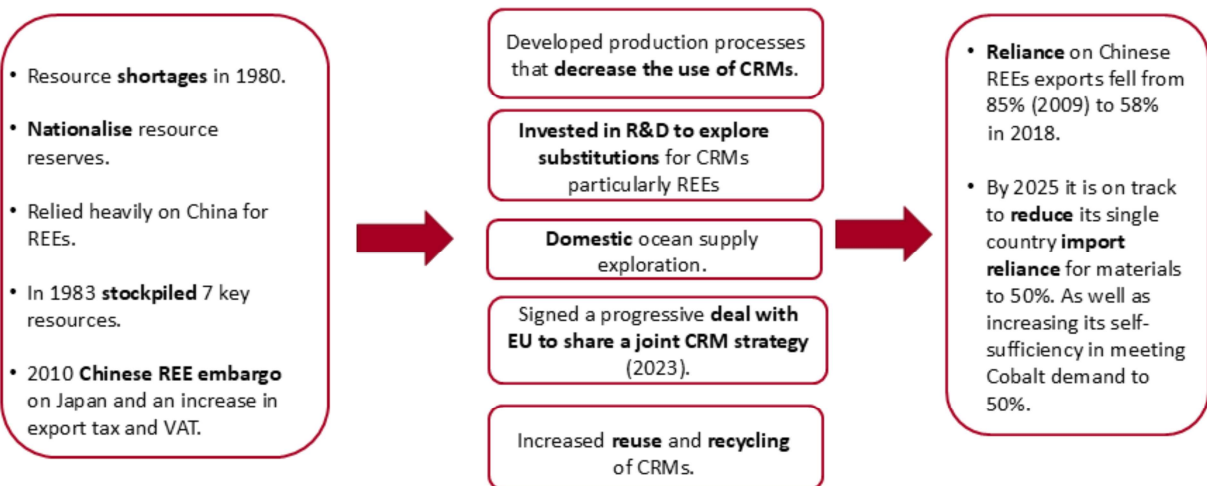 • Resource shortages in 1980.
• Nationalise resource
reserves.
• Relied heavily on China for
REEs.
• In 1983 stockpiled 7 key
resources.
• 2010 Chinese REE embargo
on Japan and an increase in
export tax and VAT.
Developed production processes
that decrease the use of CRMs.
Invested in R&D to explore
substitutions for CRMs
particularly REEs
Domestic ocean supply
exploration.
Signed a progressive deal with
EU to share a joint CRM strategy
(2023).
Increased reuse and recycling
of CRMs.
• Reliance on Chinese
REEs exports fell from
85% (2009) to 58%
in 2018.
• By 2025 it is on track
to reduce its single
country import
reliance for materials
to 50%. As well as
increasing its self-
sufficiency in meeting
Cobalt demand to
50%.